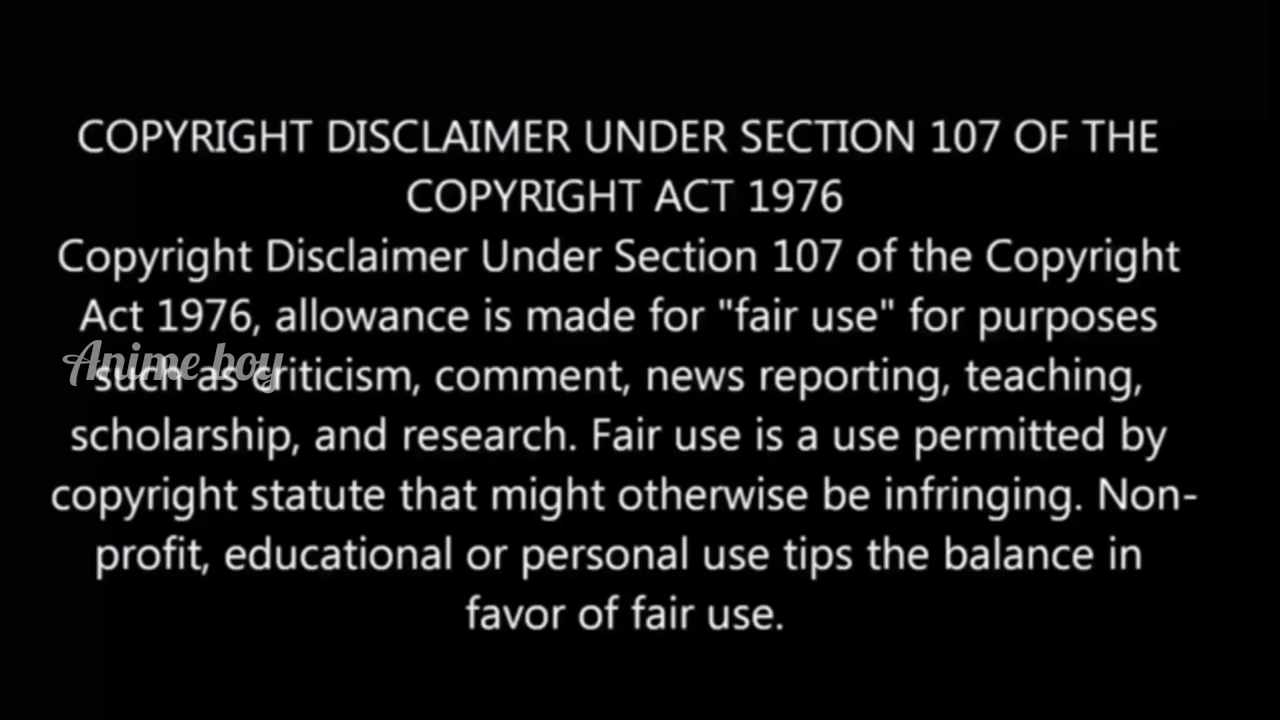 COPYRIGHT DISCLAIMER UNDER SECTION 107 OF THE
COPYRIGHT ACT 1976
Copyright Disclaimer Under Section 107 of the Copyright
Act 1976, allowance is made for "fair use" for purposes
Anime boy
such as criticism, comment, news reporting, teaching,
scholarship, and research. Fair use is a use permitted by
copyright statute that might otherwise be infringing. Non-
profit, educational or personal use tips the balance in
favor of fair use.